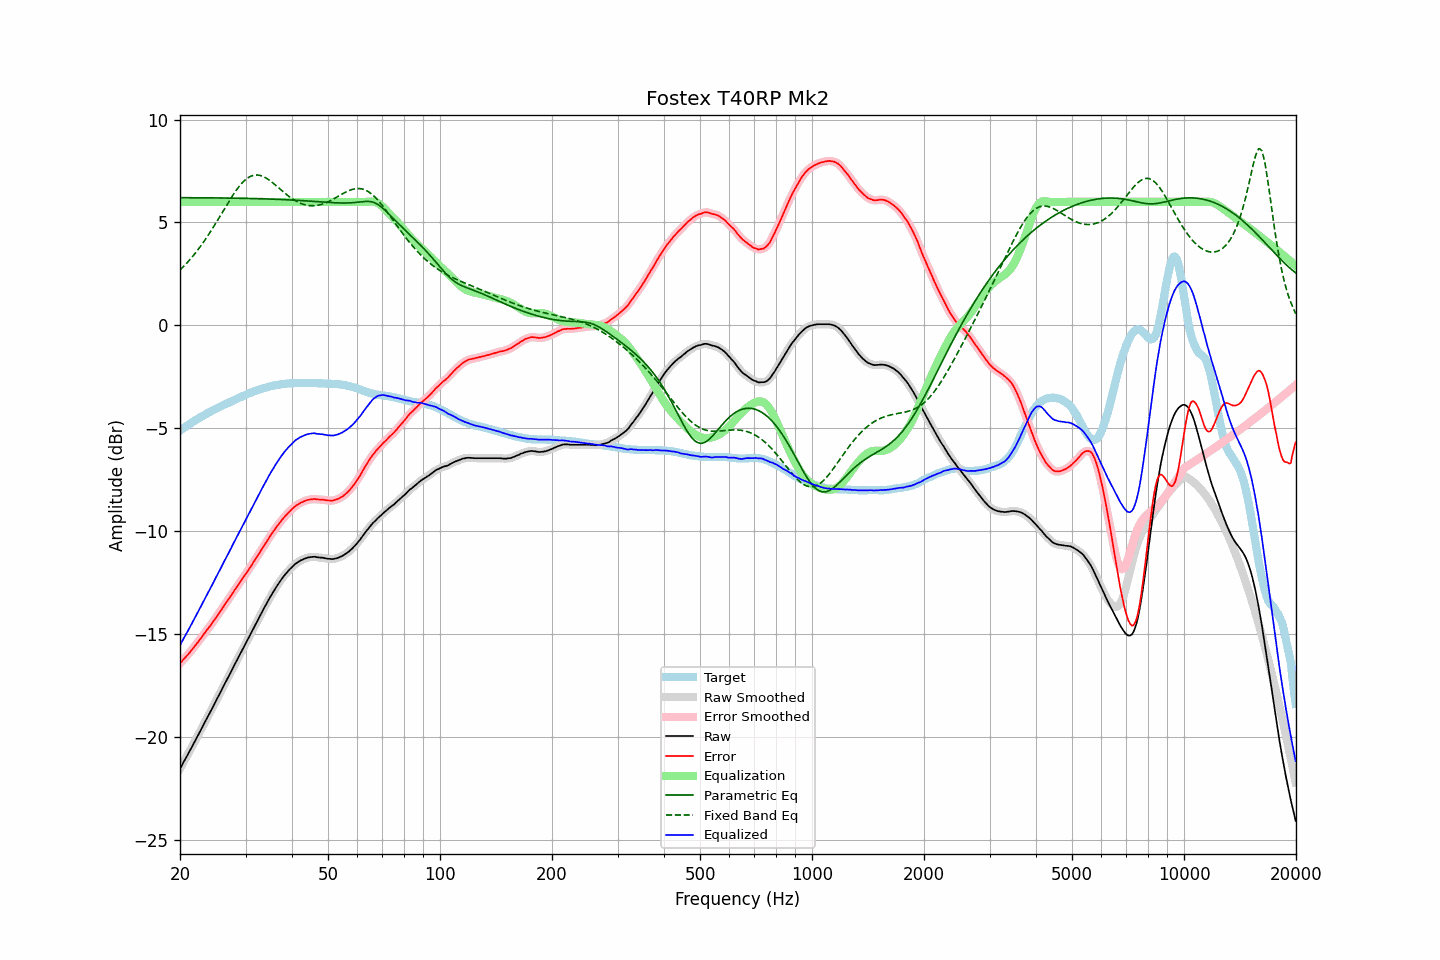 Fostex T40RP Mk2
10
5
0
−5
−10
−15
−20
−25
Amplitude (dBr)
Target
Raw Smoothed
Error Smoothed
Raw
Error
Equalization
Parametric Eq
Fixed Band Eq
Equalized
20 50 100 200 500 1000 2000 5000 10000 20000
Frequency (Hz)